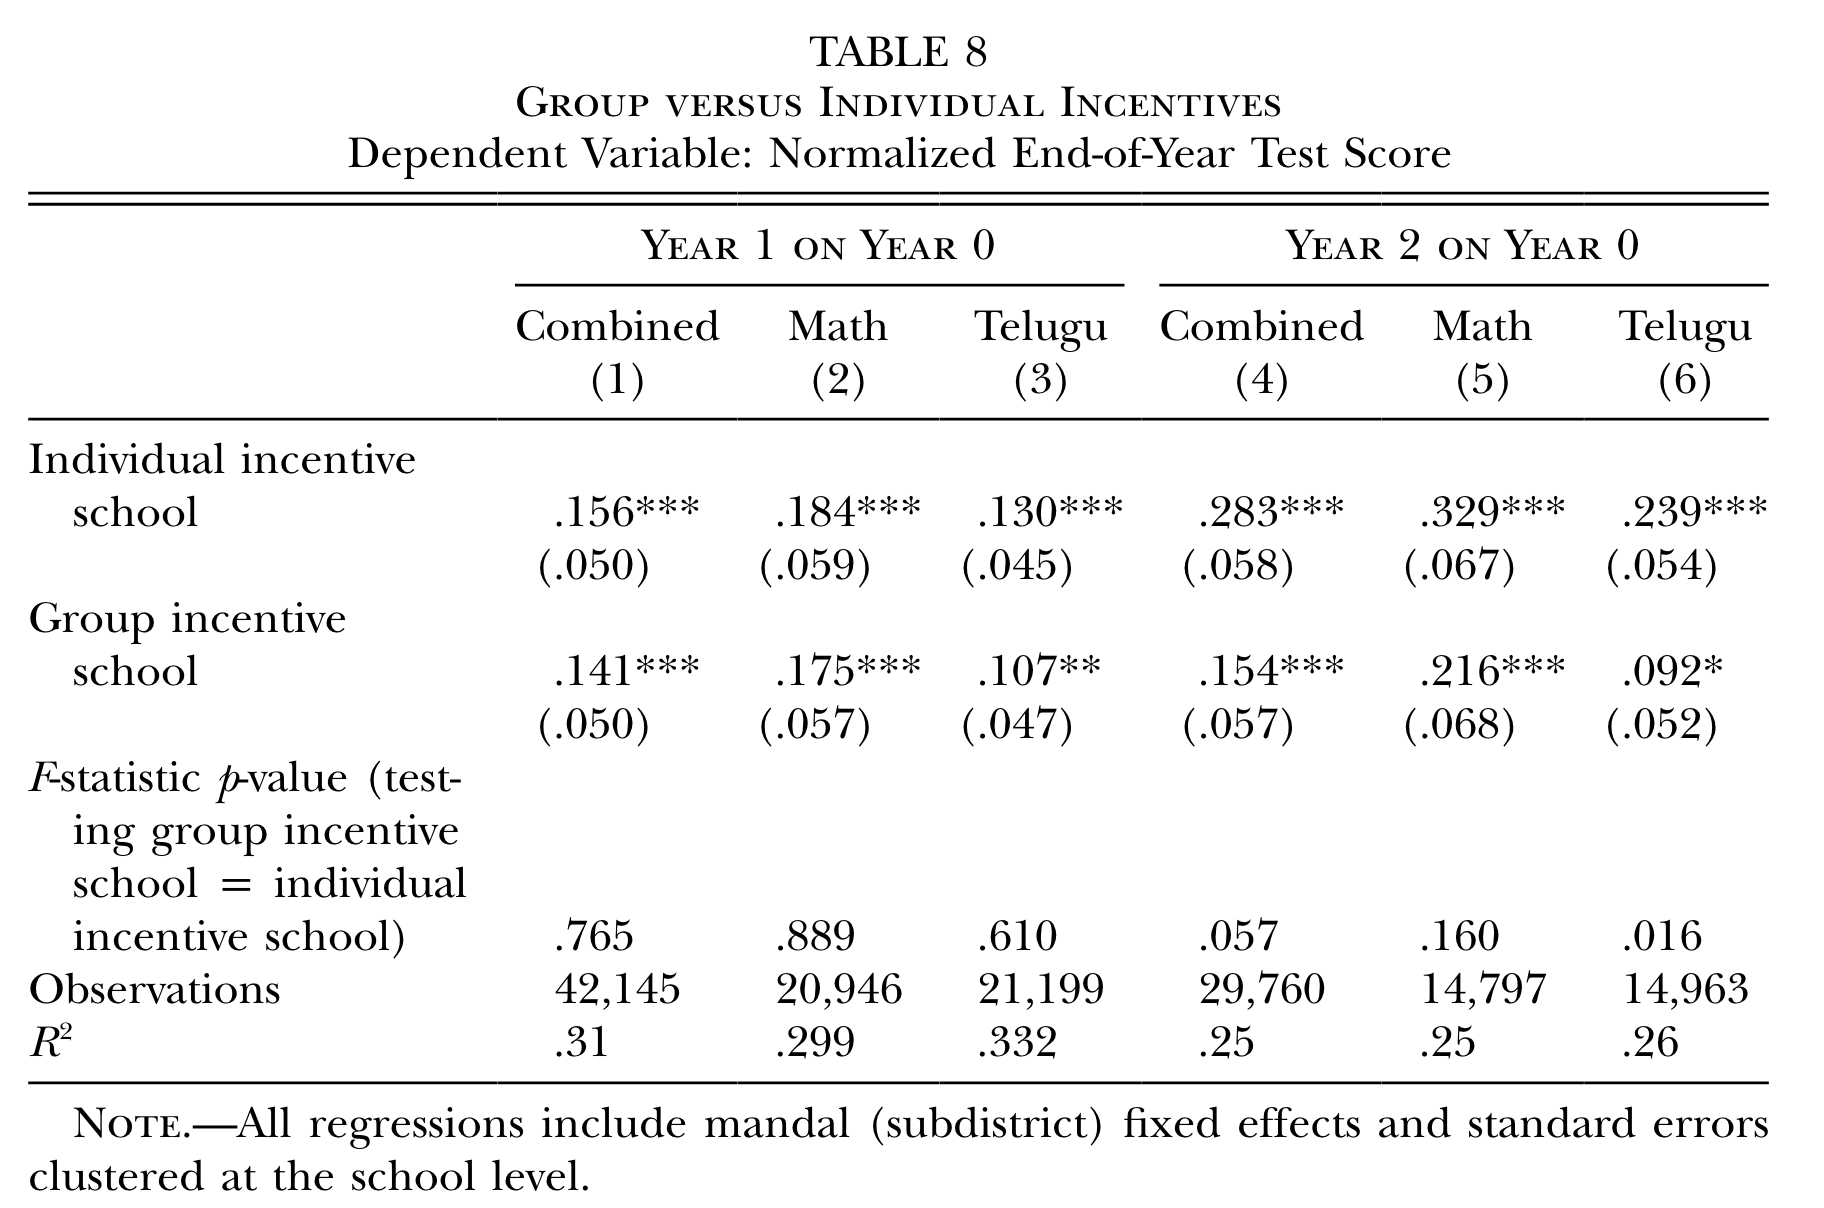 TABLE 8
Group versus Individual Incentives
Dependent Variable: Normalized End-of-Year Test Score
Year 1 on Year 0 Year 2 on Year 0
Combined Math Telugu Combined Math Telugu
(1) (2) (3) (4) (5) (6)
Individual incentive
school .156*** .184*** .130*** .283*** .329*** .239***
(.050) (.059) (.045) (.058) (.067) (.054)
Group incentive
school .141*** .175*** .107** .154*** .216*** .092*
(.050) (.057) (.047) (.057) (.068) (.052)
F-statistic p-value (test-
ing group incentive
school = individual
incentive school) .765 .889 .610 .057 .160 .016
Observations 42,145 20,946 21,199 29,760 14,797 14,963
R² .31 .299 .332 .25 .25 .26
Note.—All regressions include mandal (subdistrict) fixed effects and standard errors
clustered at the school level.